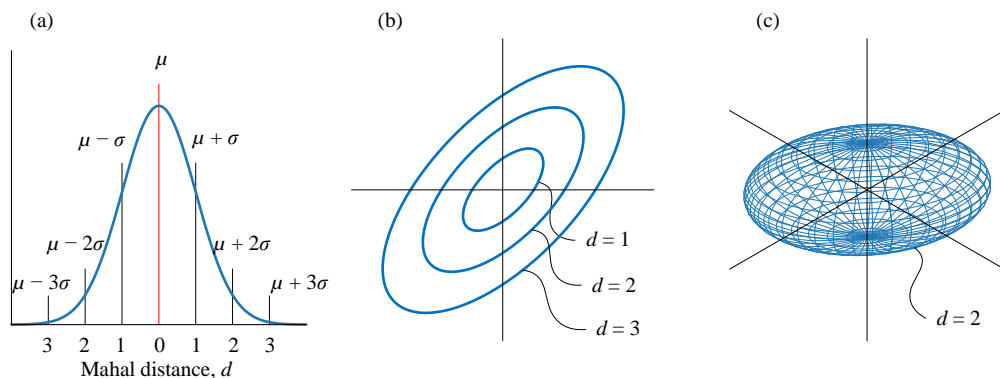 (a)
μ
μ − σ
μ + σ
μ − 2σ
μ + 2σ
μ − 3σ
μ + 3σ
3 2 1 0 1 2 3
Mahal distance, d
(b)
d = 1
d = 2
d = 3
(c)
d = 2